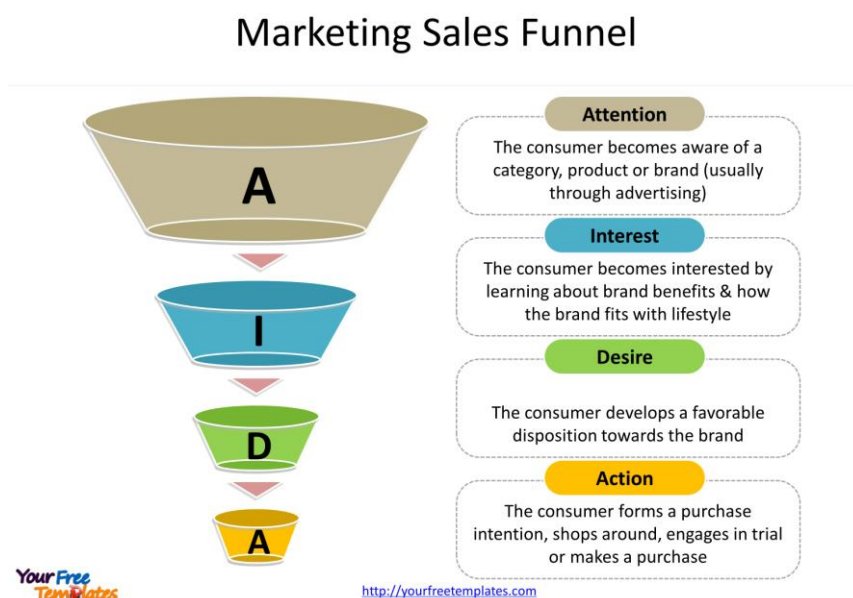 Marketing Sales Funnel
A
Attention
The consumer becomes aware of a
category, product or brand (usually
through advertising)
I
Interest
The consumer becomes interested by
learning about brand benefits & how
the brand fits with lifestyle
D
Desire
The consumer develops a favorable
disposition towards the brand
A
Action
The consumer forms a purchase
intention, shops around, engages in trial
or makes a purchase
Your Free
Templates
http://yourfreetemplates.com